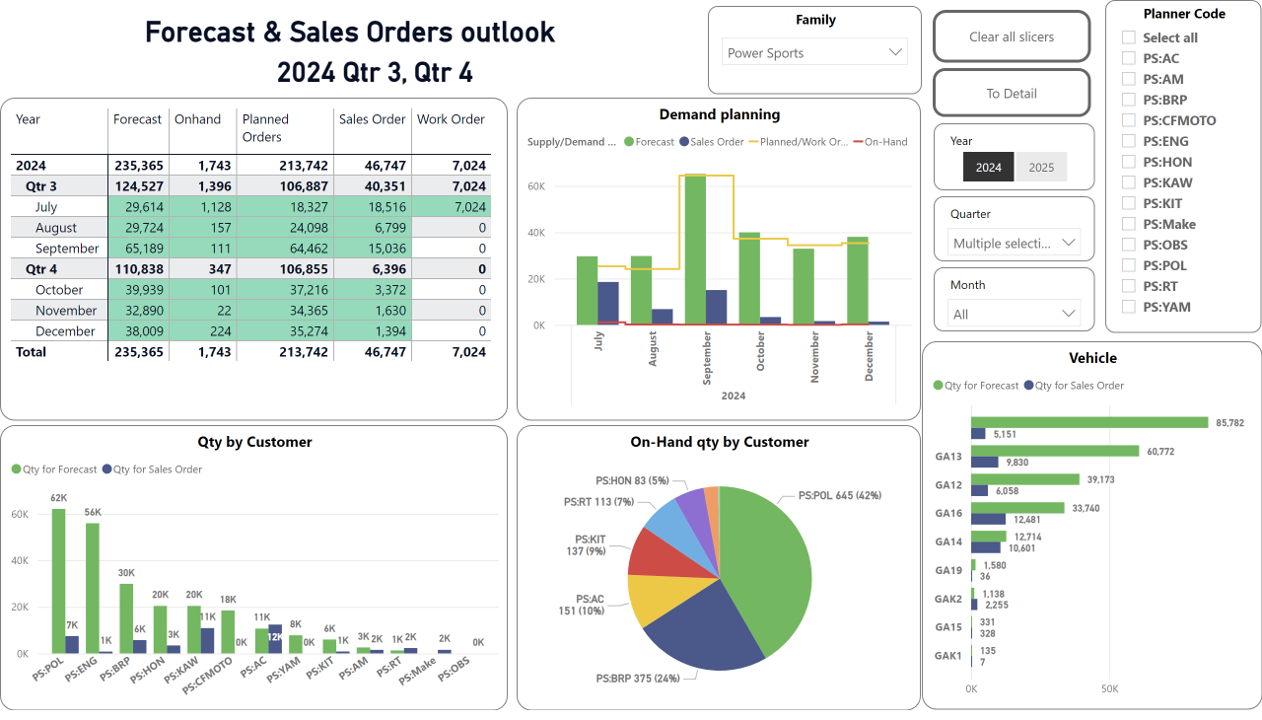 Forecast & Sales Orders outlook
2024 Qtr 3, Qtr 4
Family
Power Sports
Clear all slicers
To Detail
Year
2024 2025
Quarter
Multiple selecti...
Month
All
Planner Code
Select all
PS:AC
PS:AM
PS:BRP
PS:CFMOTO
PS:ENG
PS:HON
PS:KAW
PS:KIT
PS:Make
PS:OBS
PS:POL
PS:RT
PS:YAM
Year Forecast Onhand Planned Orders Sales Order Work Order
2024 235,365 1,743 213,742 46,747 7,024
Qtr 3 124,527 1,396 106,887 40,351 7,024
July 29,614 1,128 18,327 18,516 7,024
August 29,724 157 24,098 6,799 0
September 65,189 111 64,462 15,036 0
Qtr 4 110,838 347 106,855 6,396 0
October 39,939 101 37,216 3,372 0
November 32,890 22 34,365 1,630 0
December 38,009 224 35,274 1,394 0
Total 235,365 1,743 213,742 46,747 7,024
Demand planning
Supply/Demand ... Forecast Sales Order Planned/Work Or... On-Hand
60K
40K
20K
0K
July August September October November December
2024
Qty by Customer
Qty for Forecast Qty for Sales Order
60K
40K
20K
0K
62K 7K 56K 1K 30K 6K 20K 3K 20K 11K 18K 0K 11K 12K 8K 0K 6K 1K 3K 2K 1K 2K 2K 0K
PS:POL PS:ENG PS:BRP PS:HON PS:KAW PS:CFMOTO PS:AC PS:YAM PS:KIT PS:AM PS:RT PS:Make PS:OBS
On-Hand qty by Customer
PS:HON 83 (5%)
PS:POL 645 (42%)
PS:RT 113 (7%)
PS:KIT
137 (9%)
PS:AC
151 (10%)
PS:BRP 375 (24%)
Vehicle
Qty for Forecast Qty for Sales Order
85,782
5,151
GA13 60,772
9,830
GA12 39,173
6,058
GA16 33,740
12,481
GA14 12,714
10,601
GA19 1,580
36
GAK2 1,138
2,255
GA15 331
328
GAK1 135
7
0K 50K